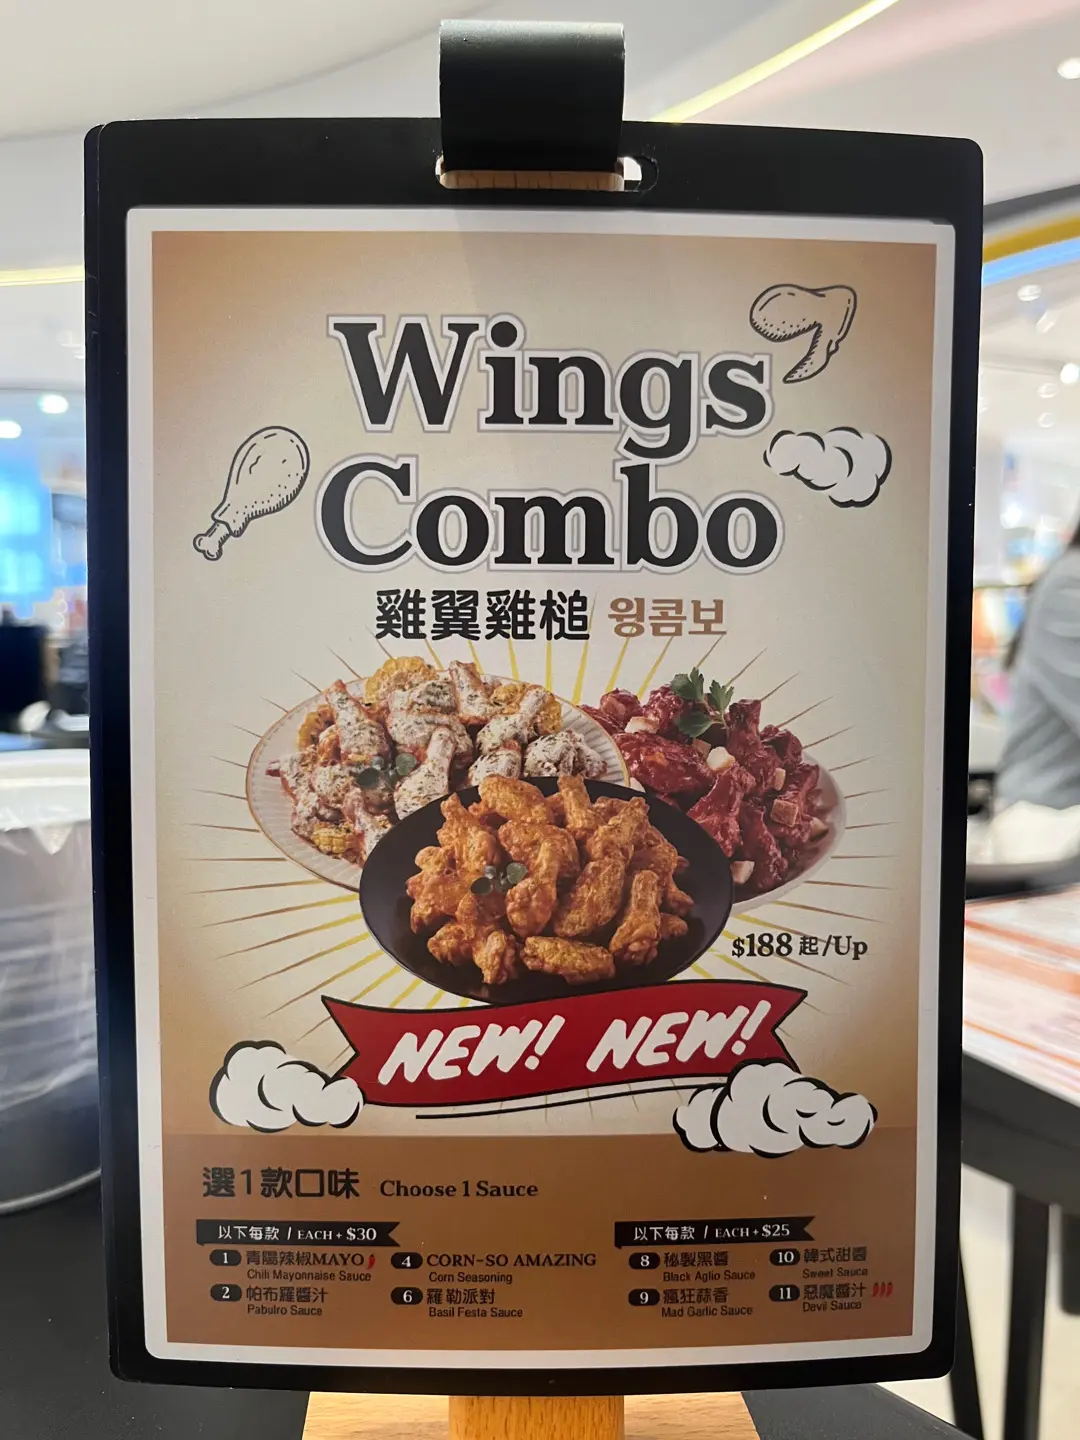 Wings
Combo
雞翼雞槌 윙콤보
$188 起/Up
NEW! NEW!
選1款口味 Choose 1 Sauce
以下每款 / EACH + $30
1 青陽辣椒MAYO
Chili Mayonnaise Sauce
2 帕布羅醬汁
Pabulro Sauce
4 CORN-SO AMAZING
Corn Seasoning
6 羅勒派對
Basil Festa Sauce
以下每款 / EACH + $25
8 秘製黑醬
Black Aglio Sauce
9 瘋狂蒜香
Mad Garlic Sauce
10 韓式甜醬
Sweet Sauce
11 惡魔醬汁
Devil Sauce